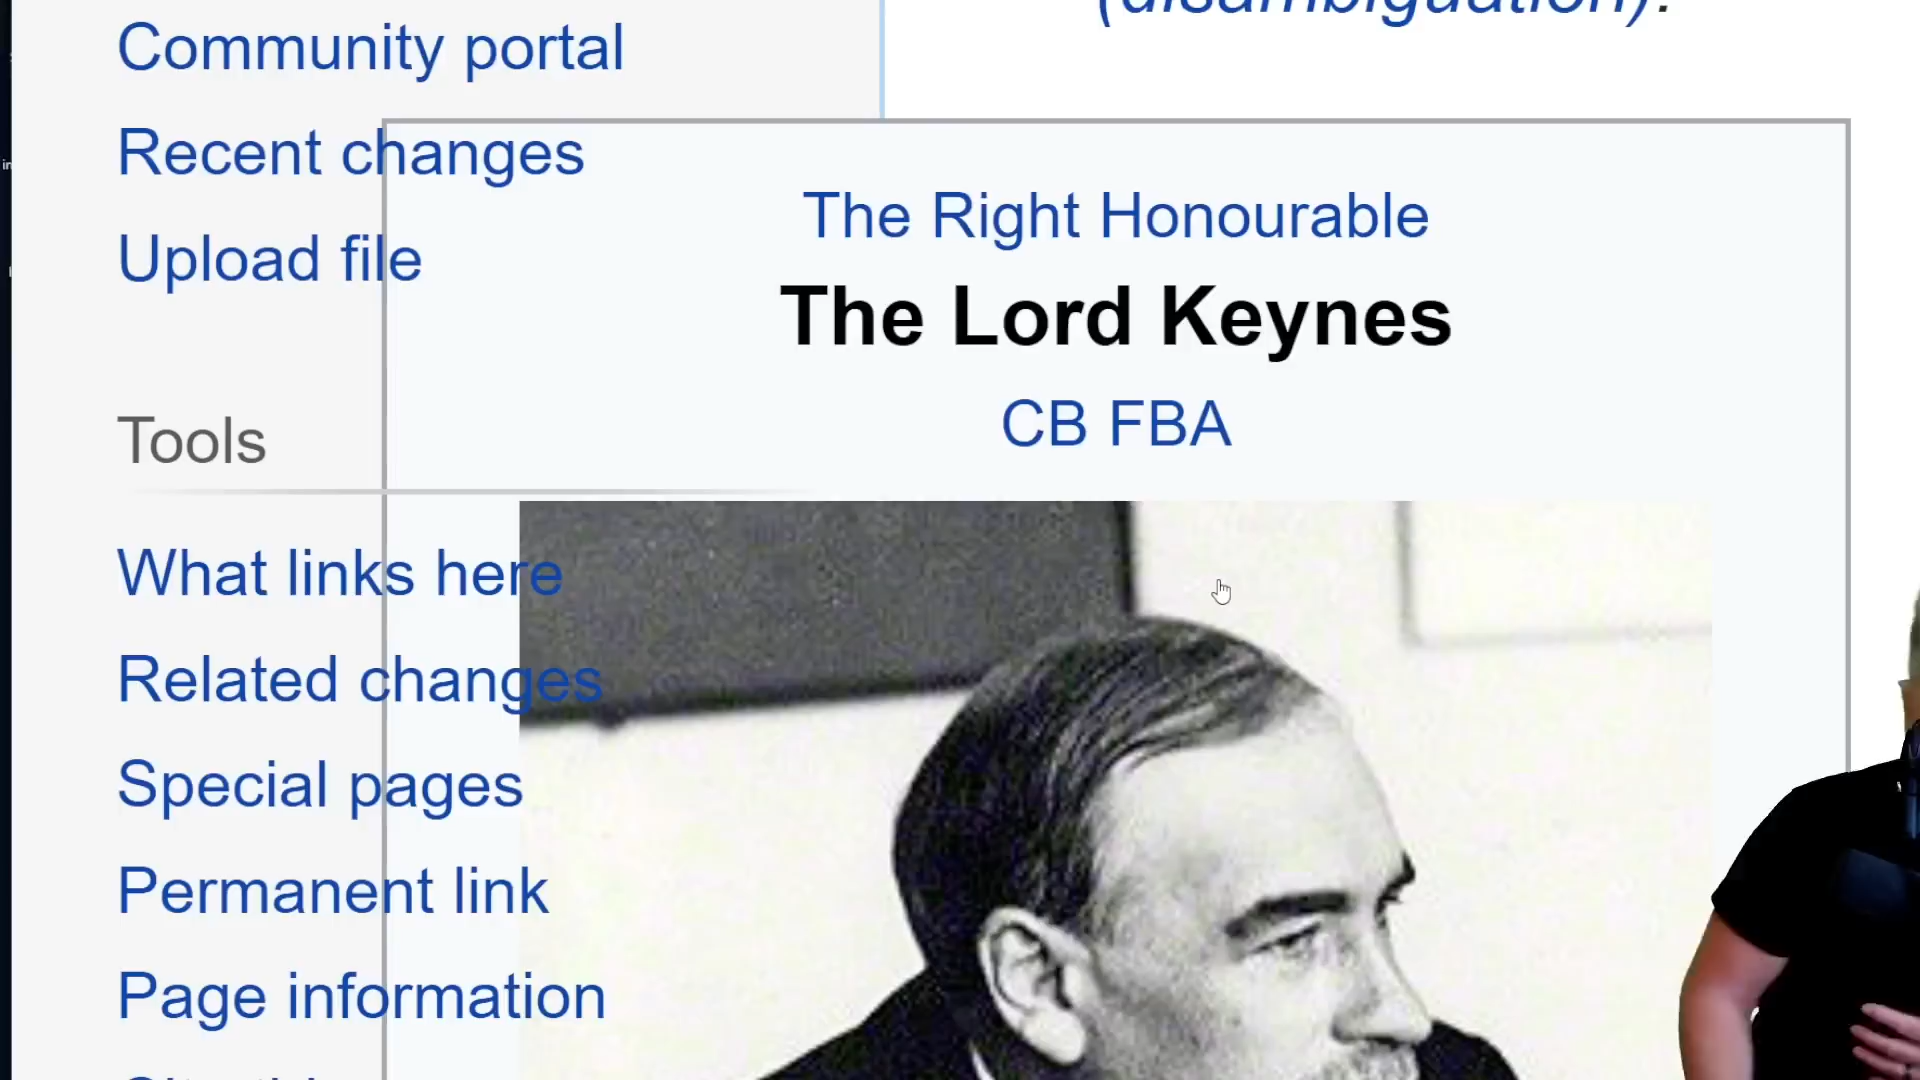 (disambiguation).
Community portal
Recent changes
Upload file
Tools
What links here
Related changes
Special pages
Permanent link
Page information
The Right Honourable
The Lord Keynes
CB FBA